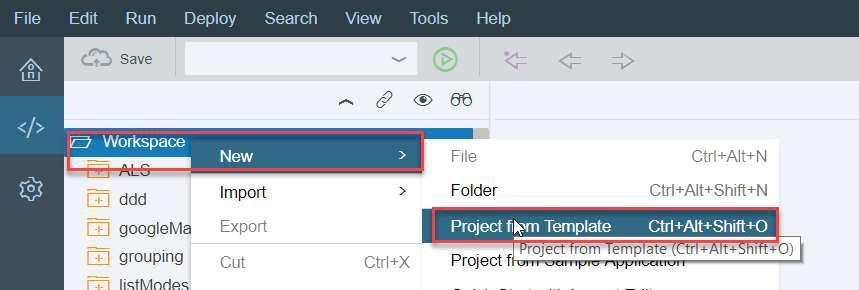 File Edit Run Deploy Search View Tools Help
Save
Workspace
ALS
ddd
googleMa
grouping
listModes
New >
Import >
Export
Cut Ctrl+X
File Ctrl+Alt+N
Folder Ctrl+Alt+Shift+N
Project from Template Ctrl+Alt+Shift+O
Project from Template (Ctrl+Alt+Shift+O)
Project from Sample Application